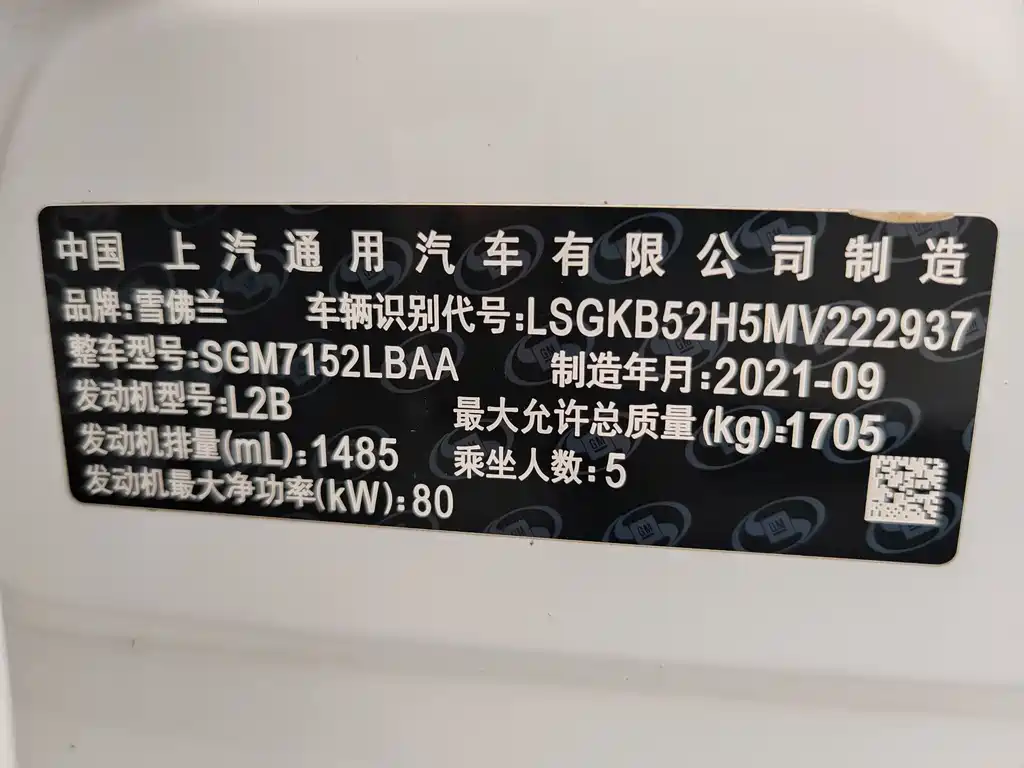 中国 上汽通用汽车有限公司制造
品牌:雪佛兰 车辆识别代号:LSGKB52H5MV222937
整车型号:SGM7152LBAA 制造年月:2021-09
发动机型号:L2B 最大允许总质量(kg):1705
发动机排量(mL):1485 乘坐人数:5
发动机最大净功率(kW):80